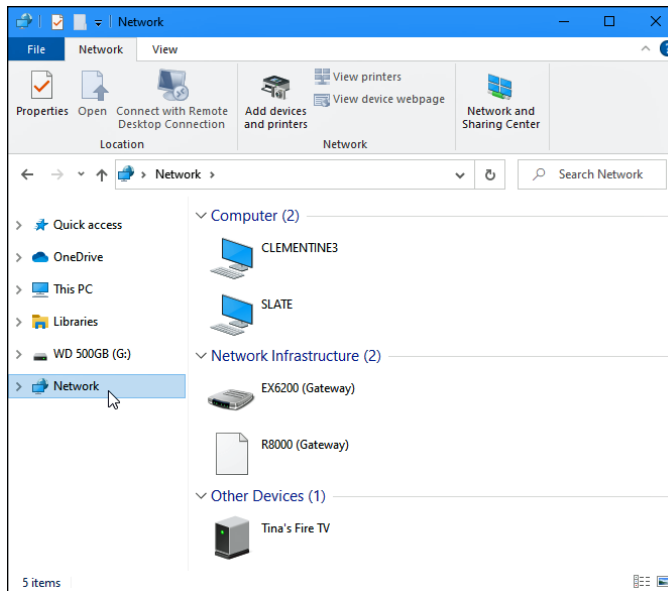 Network
File Network View
Properties Open Connect with Remote Desktop Connection Add devices and printers View printers
View device webpage
Network and Sharing Center
Location Network
Network Search Network
Quick access
OneDrive
This PC
Libraries
WD 500GB (G:)
Network
Computer (2)
CLEMENTINE3
SLATE
Network Infrastructure (2)
EX6200 (Gateway)
R8000 (Gateway)
Other Devices (1)
Tina's Fire TV
5 items